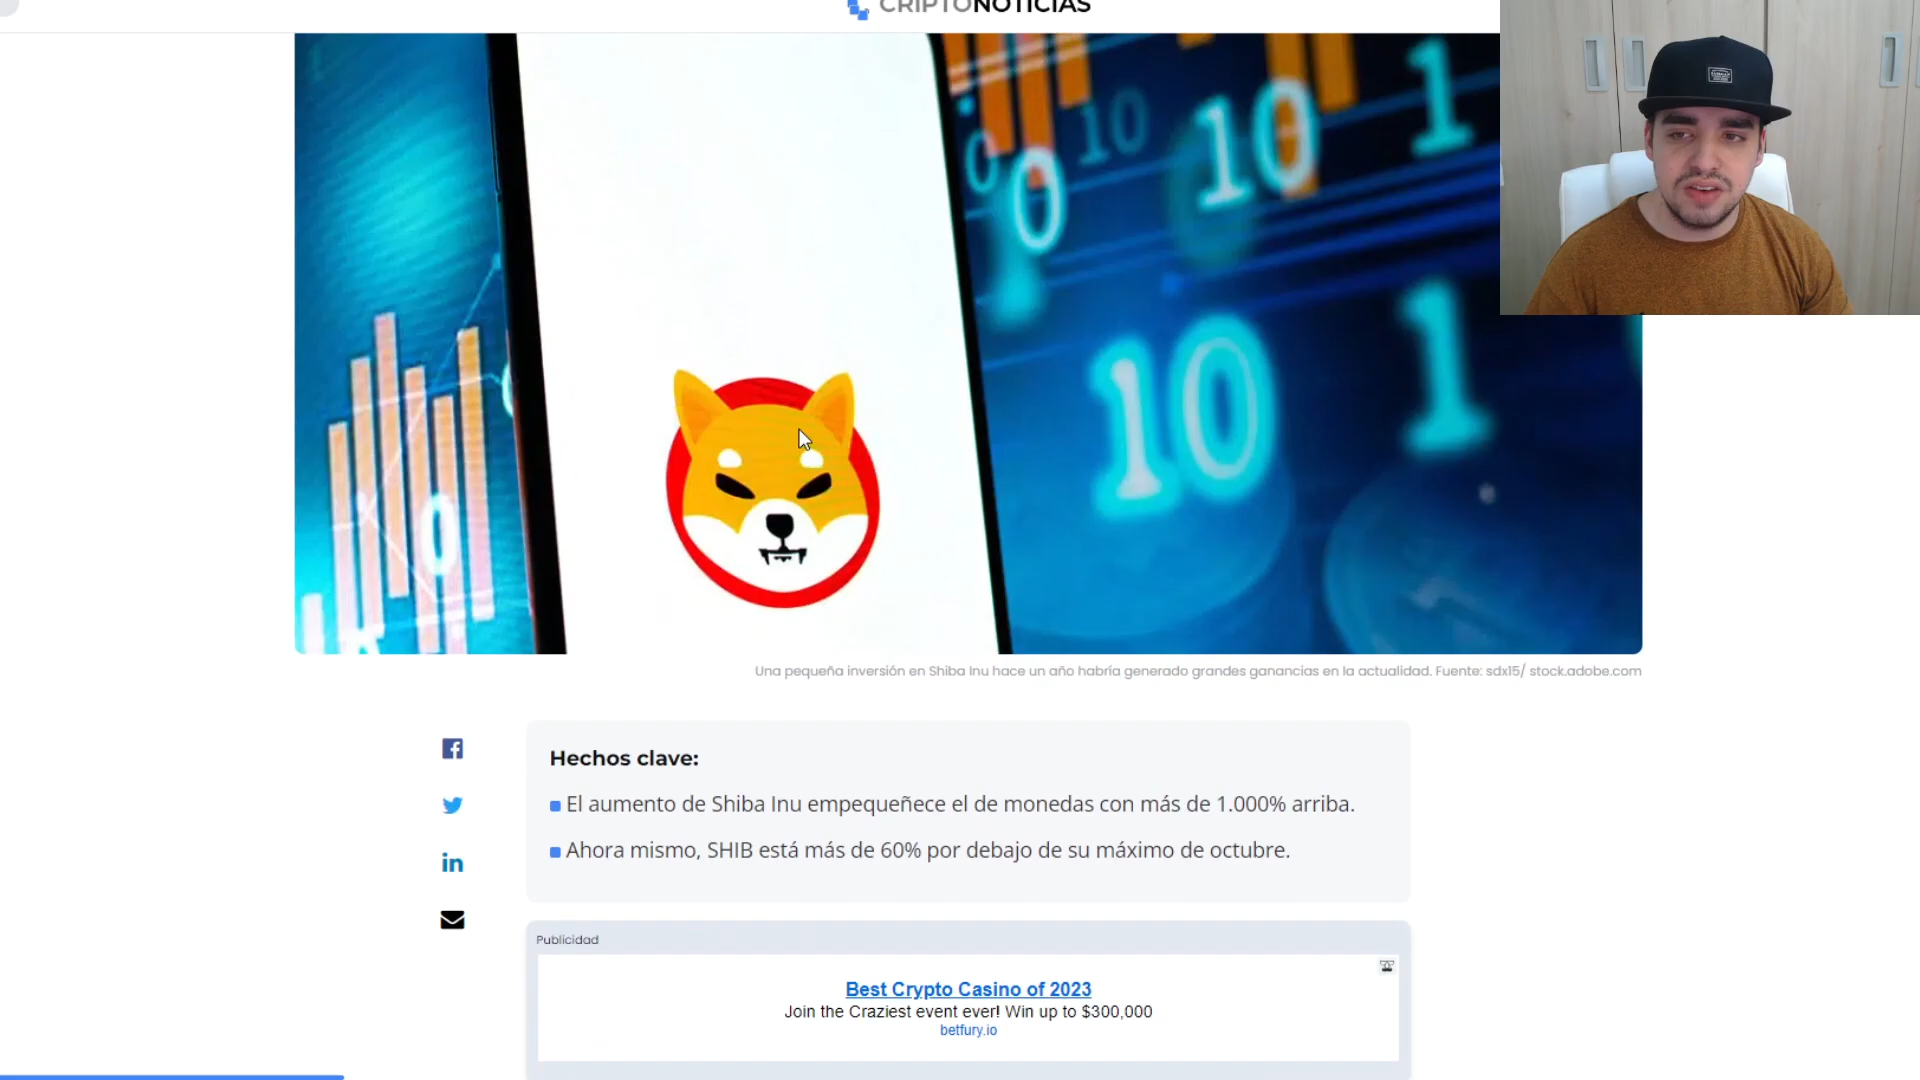 CRIPTONOTICIAS
10
1
10
0
0
10
1
0
Una pequeña inversión en Shiba Inu hace un año habría generado grandes ganancias en la actualidad. Fuente: sdx15/ stock.adobe.com
Hechos clave:
El aumento de Shiba Inu empequeñece el de monedas con más de 1.000% arriba.
Ahora mismo, SHIB está más de 60% por debajo de su máximo de octubre.
Publicidad
Best Crypto Casino of 2023
Join the Craziest event ever! Win up to $300,000
betfury.io